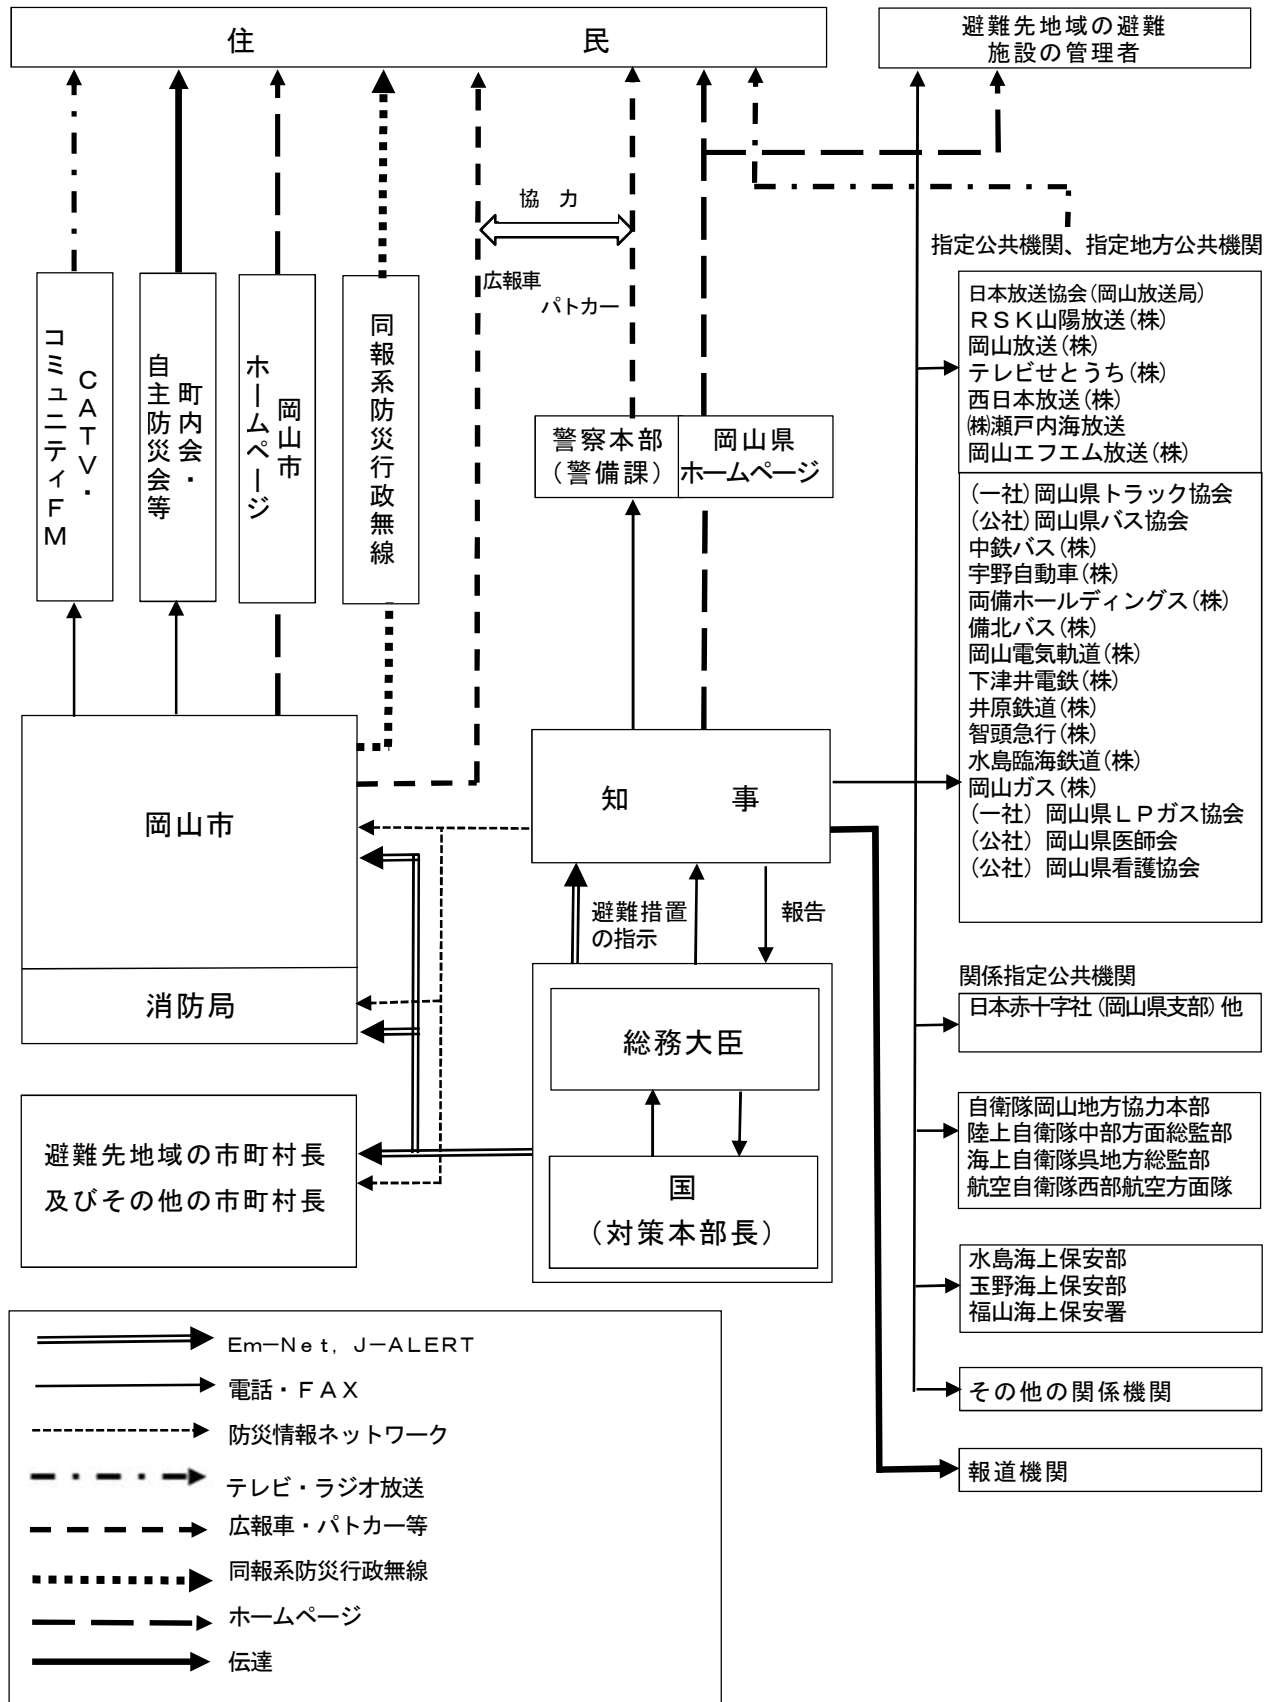 住　　民
避難先地域の避難
施設の管理者
協　力
広報車
パトカー
指定公共機関、指定地方公共機関
日本放送協会(岡山放送局)
ＲＳＫ山陽放送(株)
岡山放送(株)
テレビせとうち(株)
西日本放送(株)
㈱瀬戸内海放送
岡山エフエム放送(株)
ＣＡＴＶ・
コミュニティＦＭ
町内会・
自主防災会等
岡山市
ホームページ
同報系防災行政無線
警察本部
(警備課)
岡山県
ホームページ
(一社)岡山県トラック協会
(公社)岡山県バス協会
中鉄バス(株)
宇野自動車(株)
両備ホールディングス(株)
備北バス(株)
岡山電気軌道(株)
下津井電鉄(株)
井原鉄道(株)
智頭急行(株)
水島臨海鉄道(株)
岡山ガス(株)
(一社) 岡山県ＬＰガス協会
(公社) 岡山県医師会
(公社) 岡山県看護協会
岡山市
知　　事
避難措置
の指示
報告
消防局
総務大臣
国
(対策本部長)
避難先地域の市町村長
及びその他の市町村長
関係指定公共機関
日本赤十字社(岡山県支部)他
自衛隊岡山地方協力本部
陸上自衛隊中部方面総監部
海上自衛隊呉地方総監部
航空自衛隊西部航空方面隊
水島海上保安部
玉野海上保安部
福山海上保安署
その他の関係機関
報道機関
Em－Net，J－ALERT
電話・ＦＡＸ
防災情報ネットワーク
テレビ・ラジオ放送
広報車・パトカー等
同報系防災行政無線
ホームページ
伝達